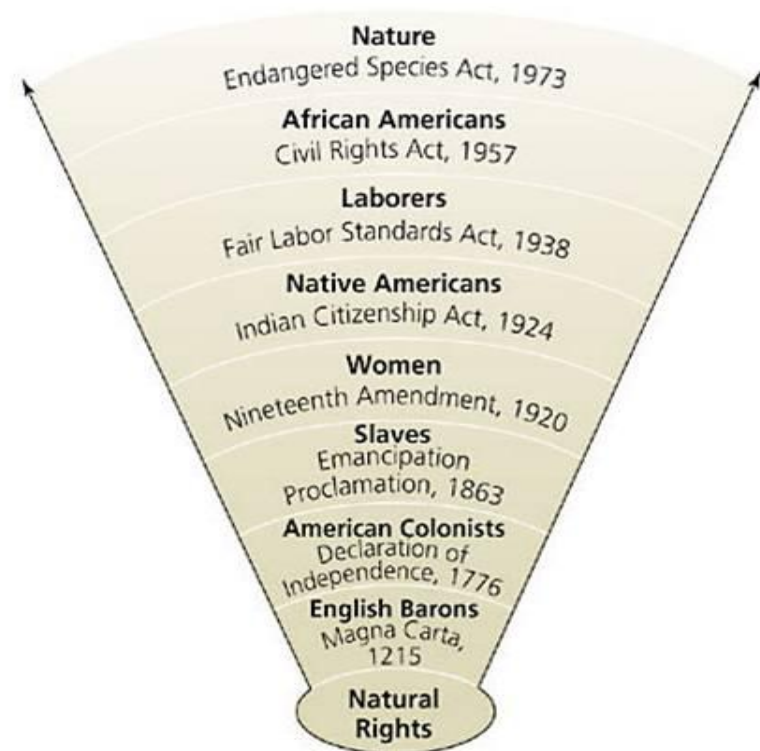 Nature
Endangered Species Act, 1973
African Americans
Civil Rights Act, 1957
Laborers
Fair Labor Standards Act, 1938
Native Americans
Indian Citizenship Act, 1924
Women
Nineteenth Amendment, 1920
Slaves
Emancipation
Proclamation, 1863
American Colonists
Declaration of
Independence, 1776
English Barons
Magna Carta,
1215
Natural
Rights